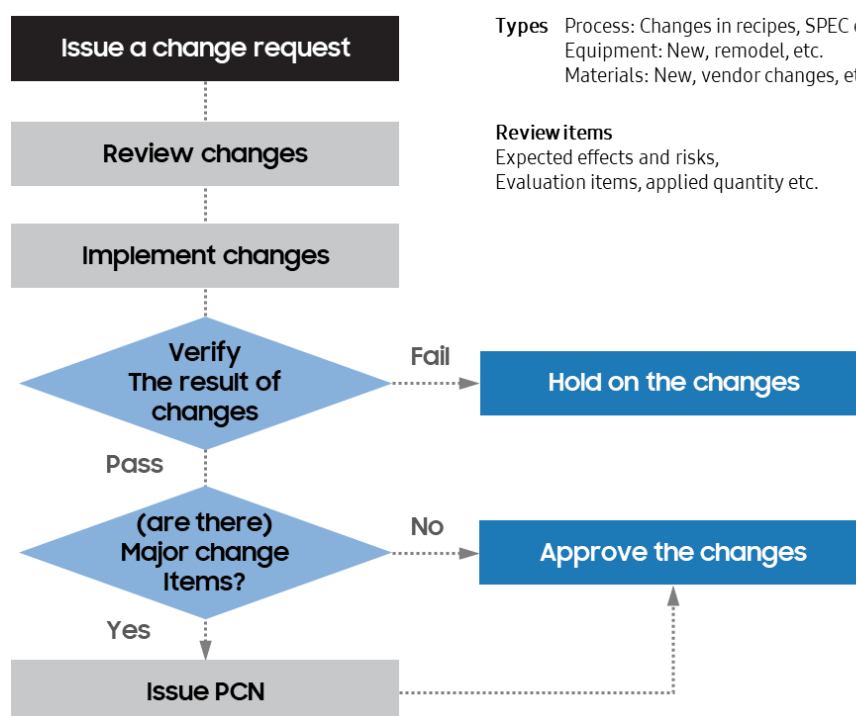 Issue a change request
Types Process: Changes in recipes, SPEC
Equipment: New, remodel, etc.
Materials: New, vendor changes,
Review changes
Review items
Expected effects and risks,
Evaluation items, applied quantity etc.
Implement changes
Verify
The result of
changes
Fail
Hold on the changes
Pass
(are there)
Major change
Items?
No
Approve the changes
Yes
Issue PCN